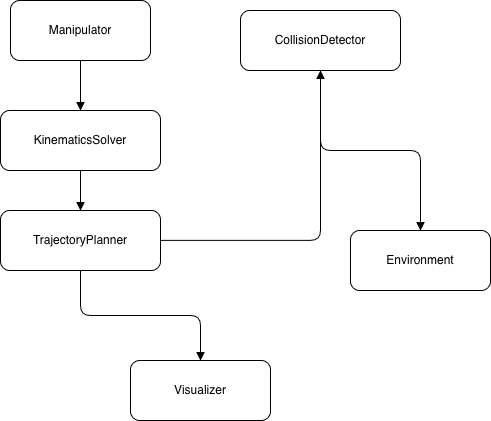 Manipulator
CollisionDetector
KinematicsSolver
TrajectoryPlanner
Environment
Visualizer